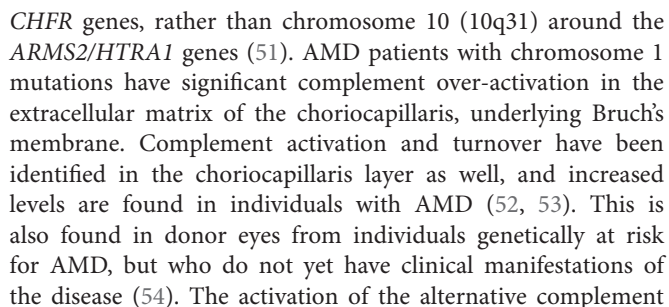 CHFR genes, rather than chromosome 10 (10q31) around the
ARMS2/HTRA1 genes (51). AMD patients with chromosome 1
mutations have significant complement over-activation in the
extracellular matrix of the choriocapillaris, underlying Bruch’s
membrane. Complement activation and turnover have been
identified in the choriocapillaris layer as well, and increased
levels are found in individuals with AMD (52, 53). This is
also found in donor eyes from individuals genetically at risk
for AMD, but who do not yet have clinical manifestations of
the disease (54). The activation of the alternative complement